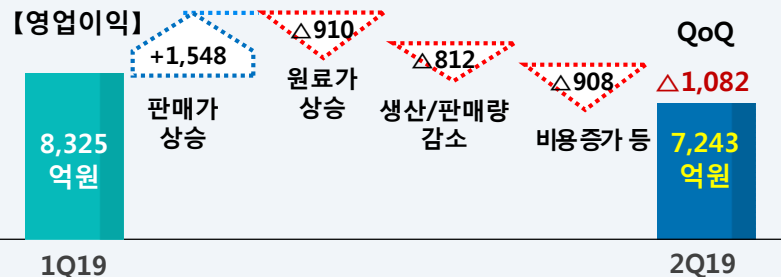 【영업이익】
+1,548
판매가
상승
△910
원료가
상승
△812
생산/판매량
감소
△908
비용증가 등
QoQ
△1,082
8,325
억원
7,243
억원
1Q19
2Q19